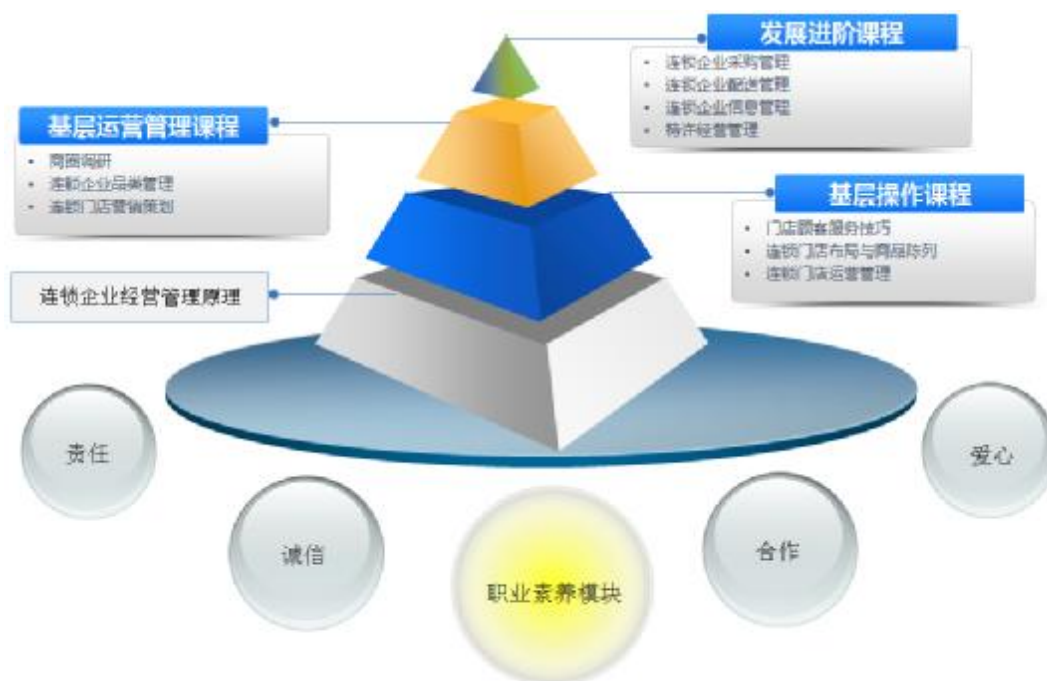 发展进阶课程
连锁企业采购管理
连锁企业配送管理
连锁企业信息管理
特许经营管理
基层运营管理课程
商圈调研
连锁企业品类管理
连锁门店营销策划
基层操作课程
门店顾客服务技巧
连锁门店布局与商品陈列
连锁门店运营管理
连锁企业经营管理原理
责任
诚信
职业素养模块
合作
爱心